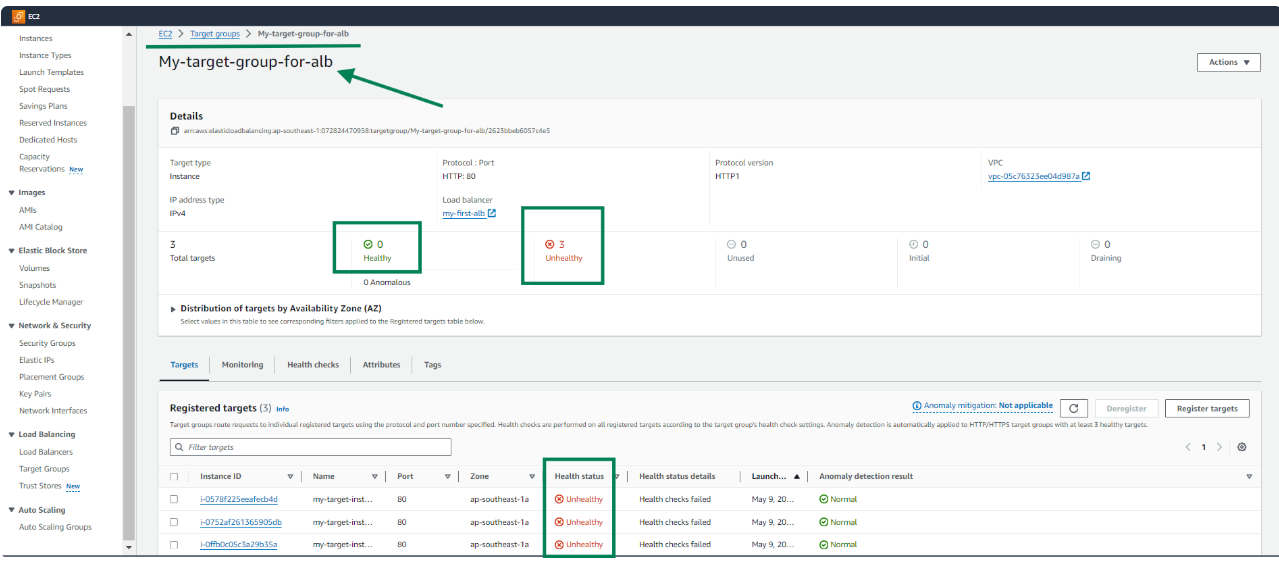 EC2
Instances
Instance Types
Launch Templates
Spot Requests
Savings Plans
Reserved Instances
Dedicated Hosts
Capacity
Reservations New
Images
AMIs
AMI Catalog
Elastic Block Store
Volumes
Snapshots
Lifecycle Manager
Network & Security
Security Groups
Elastic IPs
Placement Groups
Key Pairs
Network Interfaces
Load Balancing
Load Balancers
Target Groups
Trust Stores New
Auto Scaling
Auto Scaling Groups
EC2 > Target groups > My-target-group-for-alb
My-target-group-for-alb
Actions
Details
arn:aws:elasticloadbalancing:ap-southeast-1:072824470958:targetgroup/My-target-group-for-alb/2623bbeb6057c4e5
Target type
Instance
Protocol : Port
HTTP: 80
Protocol version
HTTP1
VPC
vpc-05c76323ee04d987a
IP address type
IPv4
Load balancer
my-first-alb
3
Total targets
0
Healthy
0 Anomalous
3
Unhealthy
0
Unused
0
Initial
0
Draining
Distribution of targets by Availability Zone (AZ)
Select values in this table to see corresponding filters applied to the Registered targets table below.
Targets Monitoring Health checks Attributes Tags
Registered targets (3) Info
Anomaly mitigation: Not applicable
Deregister
Register targets
Target groups route requests to individual registered targets using the protocol and port number specified. Health checks are performed on all registered targets according to the target group's health check settings. Anomaly detection is automatically applied to HTTP/HTTPS target groups with at least 3 healthy targets.
Filter targets
1
Instance ID Name Port Zone Health status Health status details Launch... Anomaly detection result
i-0578f225eeafecb4d my-target-inst... 80 ap-southeast-1a Unhealthy Health checks failed May 9, 20... Normal
i-0752af261365905db my-target-inst... 80 ap-southeast-1a Unhealthy Health checks failed May 9, 20... Normal
i-0ffb0c05c3a29b35a my-target-inst... 80 ap-southeast-1a Unhealthy Health checks failed May 9, 20... Normal